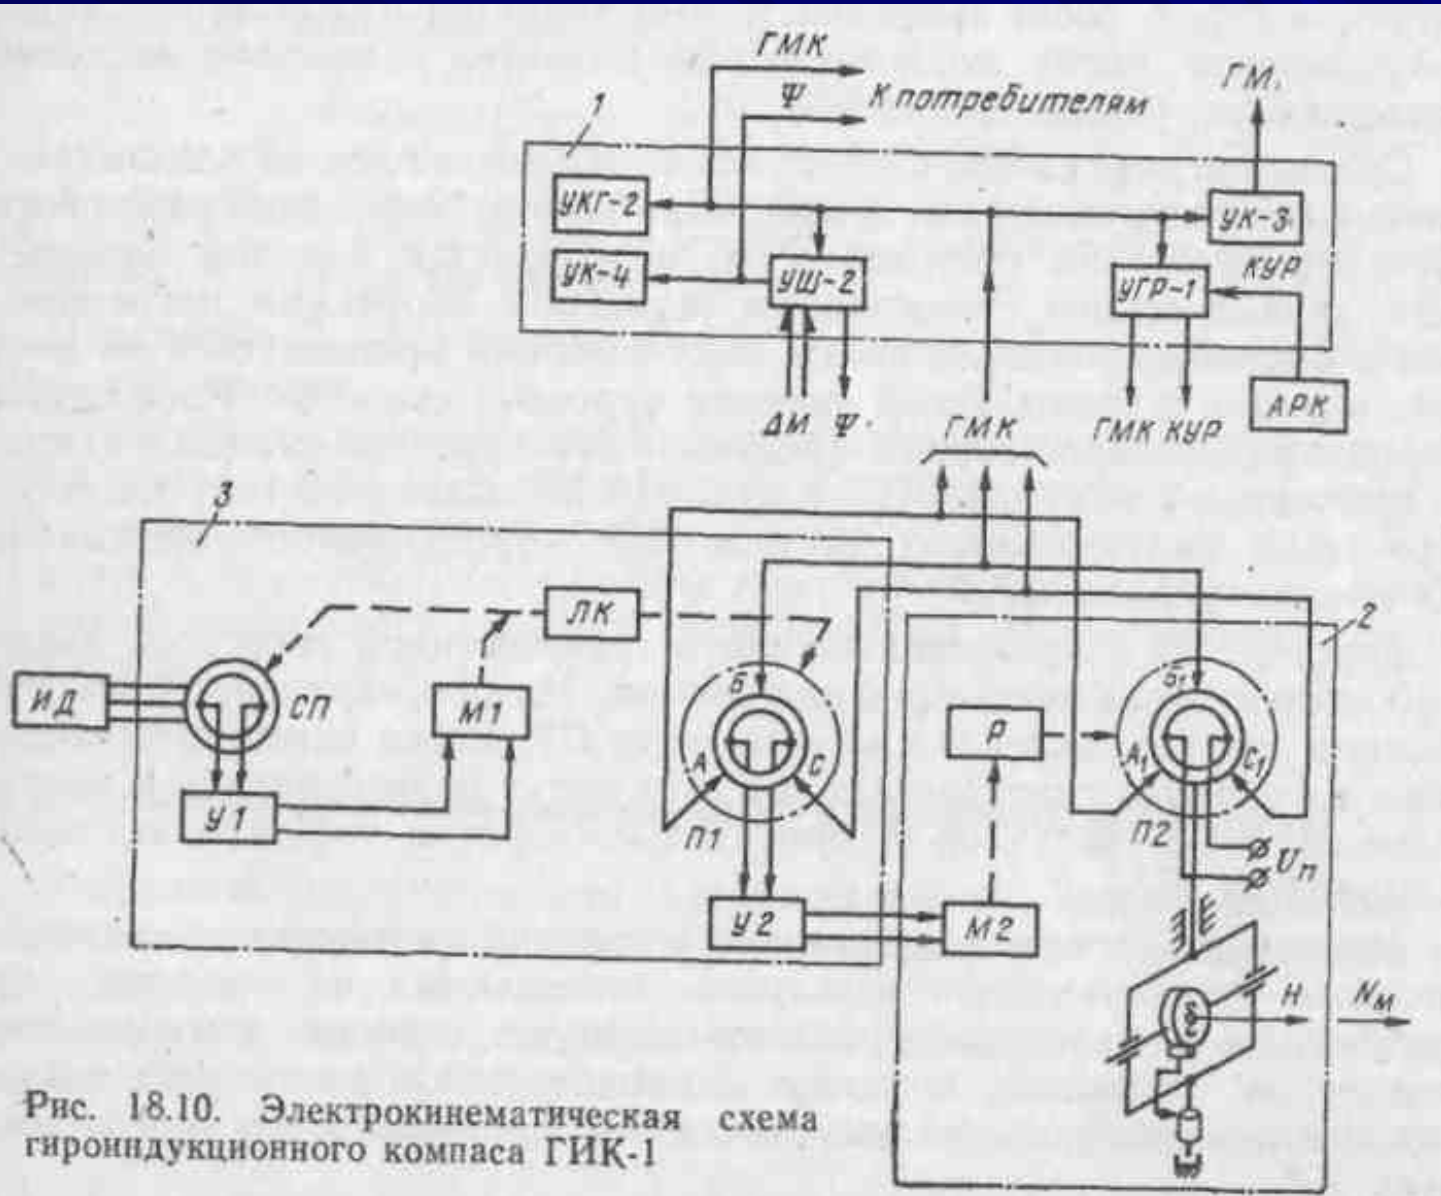 ГМК
Ψ
К потребителям
ГМ
1
УКГ-2
УК-3
УК-4
УШ-2
УГР-1
КУР
ΔМ Ψ
ГМК
ГМК КУР
АРК
3
2
ЛК
ИД
СП
М1
Б
А
С
Р
Б₁
А₁
С₁
У1
П1
П2
Uп
У2
М2
H
Nм
Рис. 18.10. Электрокинематическая схема
гироиндукционного компаса ГИК-1